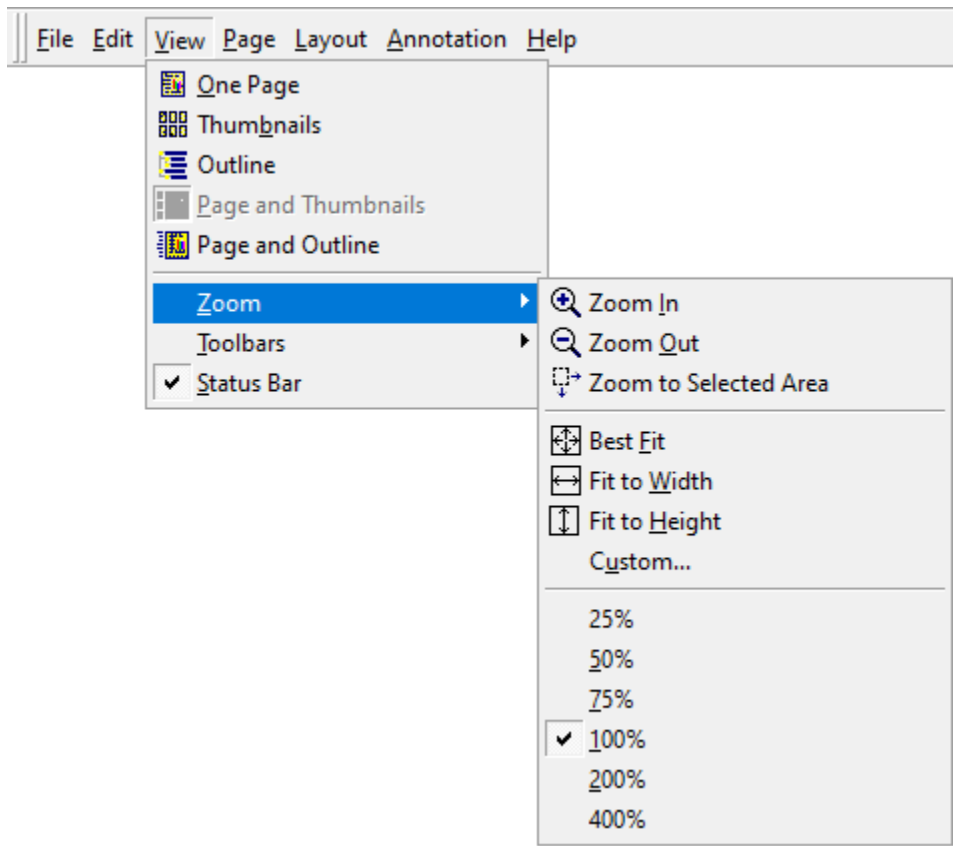 File Edit View Page Layout Annotation Help
One Page
Thumbnails
Outline
Page and Thumbnails
Page and Outline
Zoom
Toolbars
Status Bar
Zoom In
Zoom Out
Zoom to Selected Area
Best Fit
Fit to Width
Fit to Height
Custom...
25%
50%
75%
100%
200%
400%